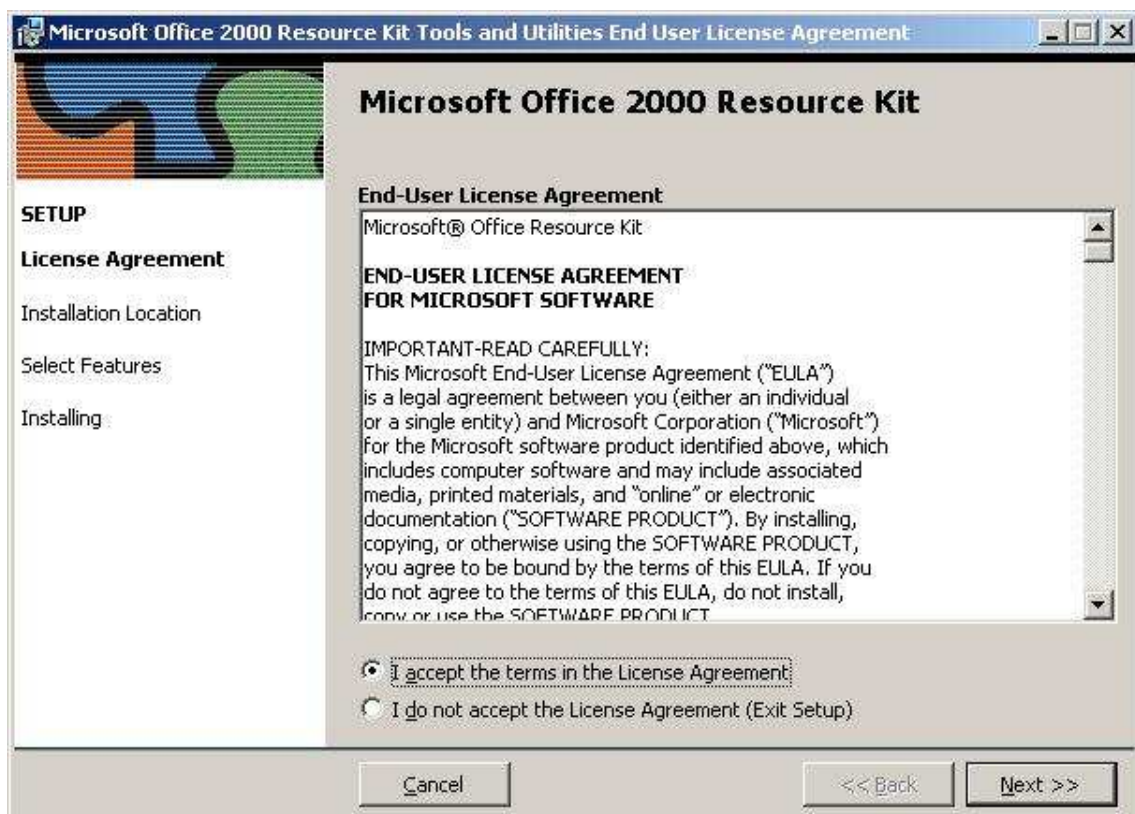 Microsoft Office 2000 Resource Kit Tools and Utilities End User License Agreement
Microsoft Office 2000 Resource Kit
SETUP
License Agreement
Installation Location
Select Features
Installing
End-User License Agreement
Microsoft® Office Resource Kit
END-USER LICENSE AGREEMENT
FOR MICROSOFT SOFTWARE
IMPORTANT-READ CAREFULLY:
This Microsoft End-User License Agreement ("EULA")
is a legal agreement between you (either an individual
or a single entity) and Microsoft Corporation ("Microsoft")
for the Microsoft software product identified above, which
includes computer software and may include associated
media, printed materials, and "online" or electronic
documentation ("SOFTWARE PRODUCT"). By installing,
copying, or otherwise using the SOFTWARE PRODUCT,
you agree to be bound by the terms of this EULA. If you
do not agree to the terms of this EULA, do not install,
copy or use the SOFTWARE PRODUCT
I accept the terms in the License Agreement
I do not accept the License Agreement (Exit Setup)
Cancel
<< Back
Next >>